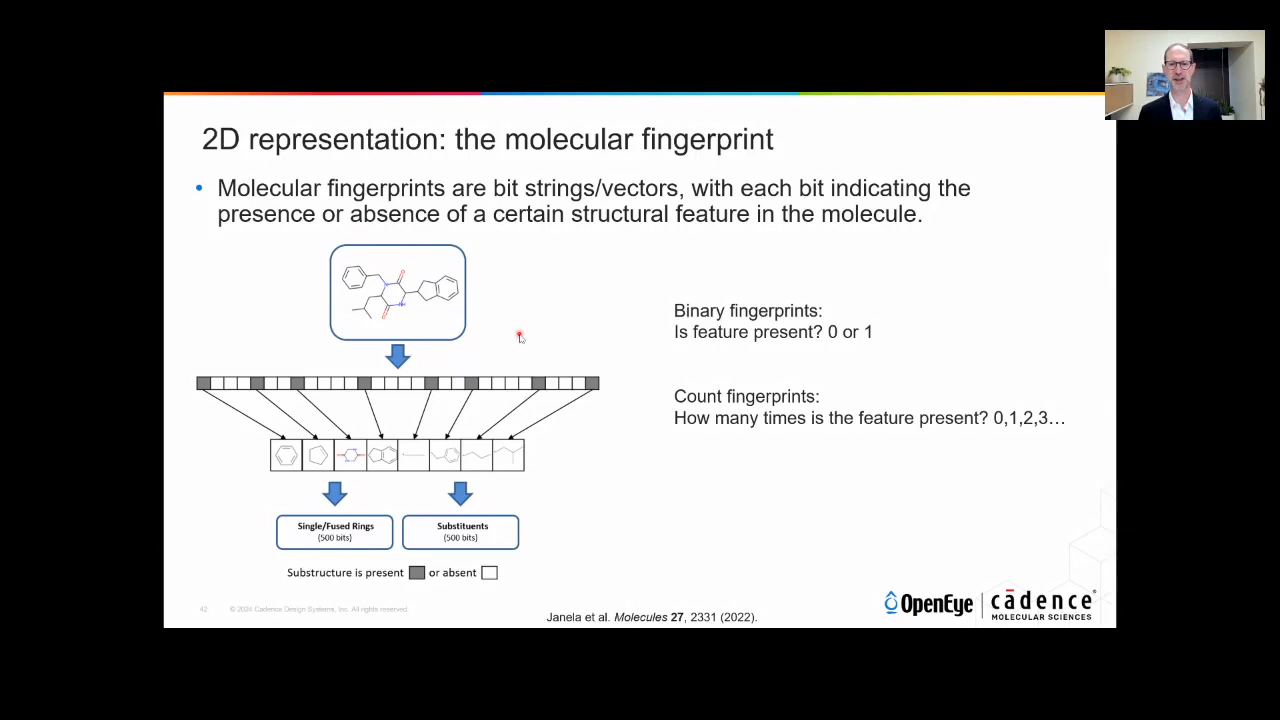 2D representation: the molecular fingerprint
• Molecular fingerprints are bit strings/vectors, with each bit indicating the
presence or absence of a certain structural feature in the molecule.
Binary fingerprints:
Is feature present? 0 or 1
Count fingerprints:
How many times is the feature present? 0,1,2,3…
Single/Fused Rings
(500 bits)
Substituents
(500 bits)
Substructure is present or absent
42 © 2024 Cadence Design Systems, Inc. All rights reserved.
Janela et al. Molecules 27, 2331 (2022).
OpenEye
cādence®
MOLECULAR SCIENCES